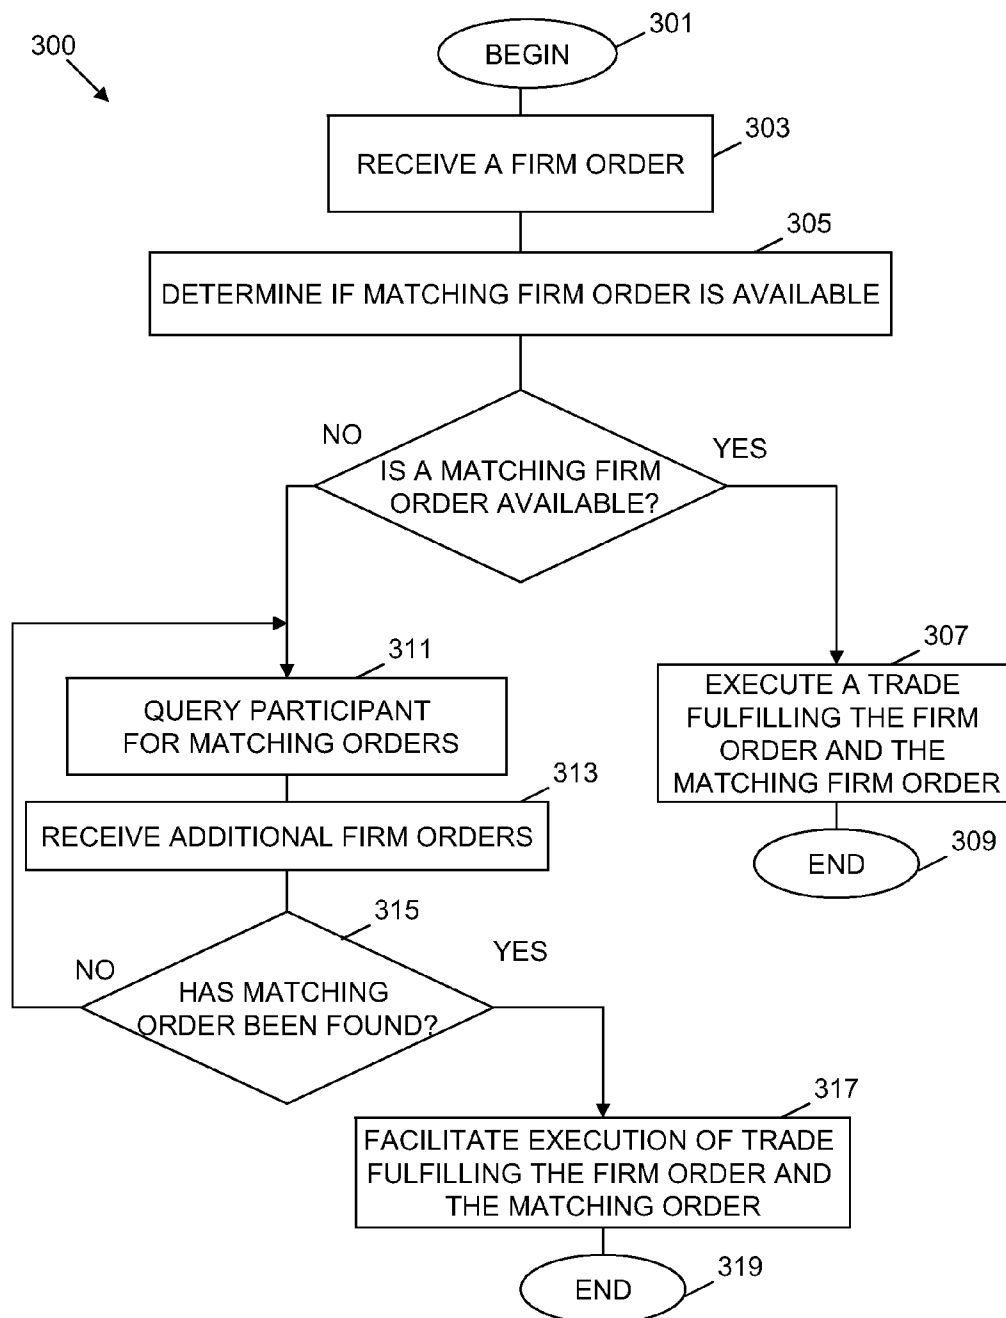 300
301
BEGIN
303
RECEIVE A FIRM ORDER
305
DETERMINE IF MATCHING FIRM ORDER IS AVAILABLE
NO
YES
IS A MATCHING FIRM
ORDER AVAILABLE?
311
QUERY PARTICIPANT
FOR MATCHING ORDERS
307
EXECUTE A TRADE
FULFILLING THE FIRM
ORDER AND THE
MATCHING FIRM ORDER
313
RECEIVE ADDITIONAL FIRM ORDERS
END
309
315
NO
YES
HAS MATCHING
ORDER BEEN FOUND?
317
FACILITATE EXECUTION OF TRADE
FULFILLING THE FIRM ORDER AND
THE MATCHING ORDER
END
319